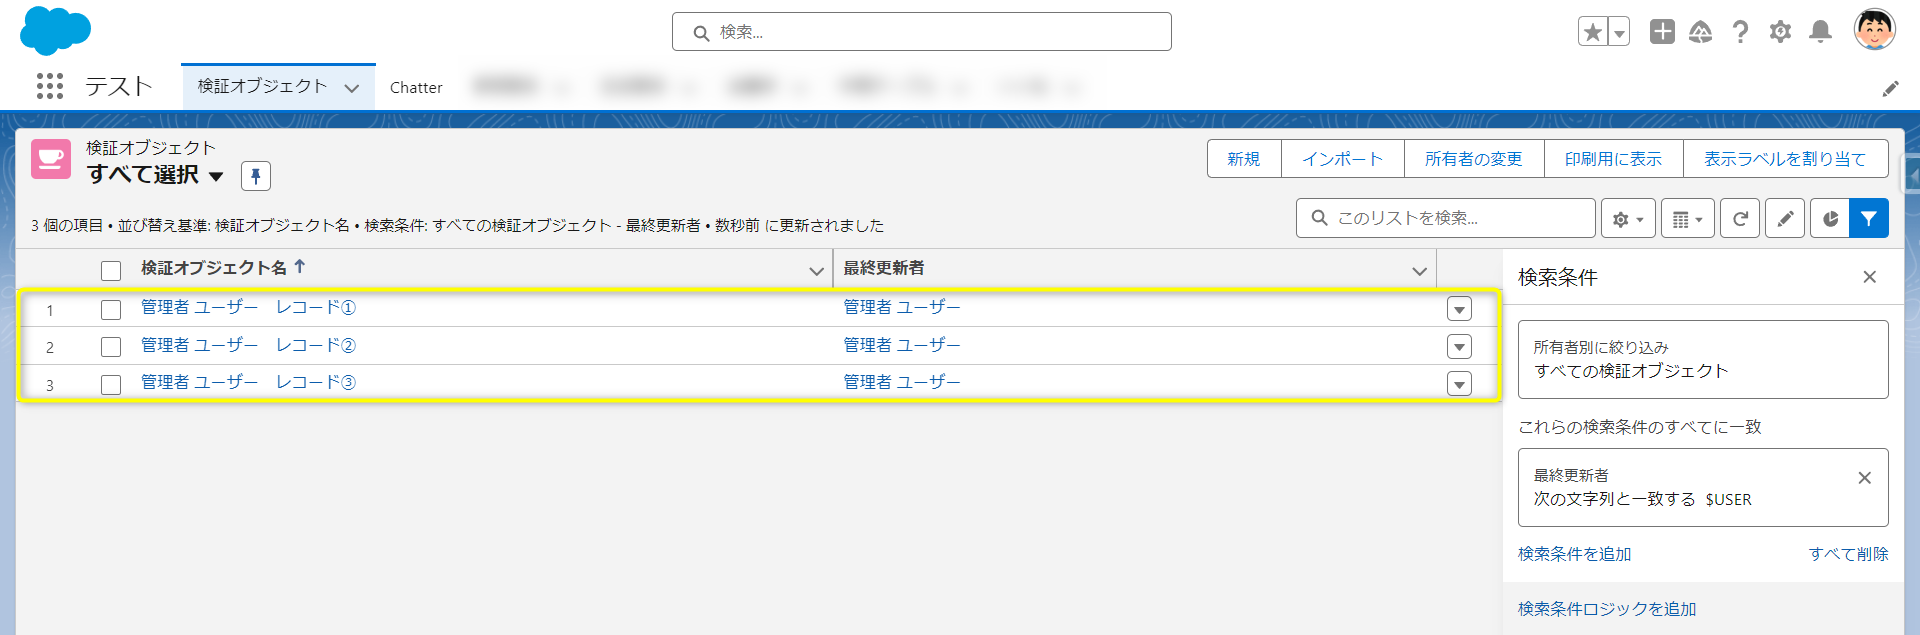 検索...
テスト
検証オブジェクト
Chatter
検証オブジェクト
すべて選択
新規
インポート
所有者の変更
印刷用に表示
表示ラベルを割り当て
3 個の項目 • 並び替え基準: 検証オブジェクト名 • 検索条件: すべての検証オブジェクト - 最終更新者 • 数秒前 に更新されました
このリストを検索...
検証オブジェクト名 ↑
最終更新者
1 管理者 ユーザー　レコード① 管理者 ユーザー
2 管理者 ユーザー　レコード② 管理者 ユーザー
3 管理者 ユーザー　レコード③ 管理者 ユーザー
検索条件
所有者別に絞り込み
すべての検証オブジェクト
これらの検索条件のすべてに一致
最終更新者
次の文字列と一致する $USER
検索条件を追加
すべて削除
検索条件ロジックを追加